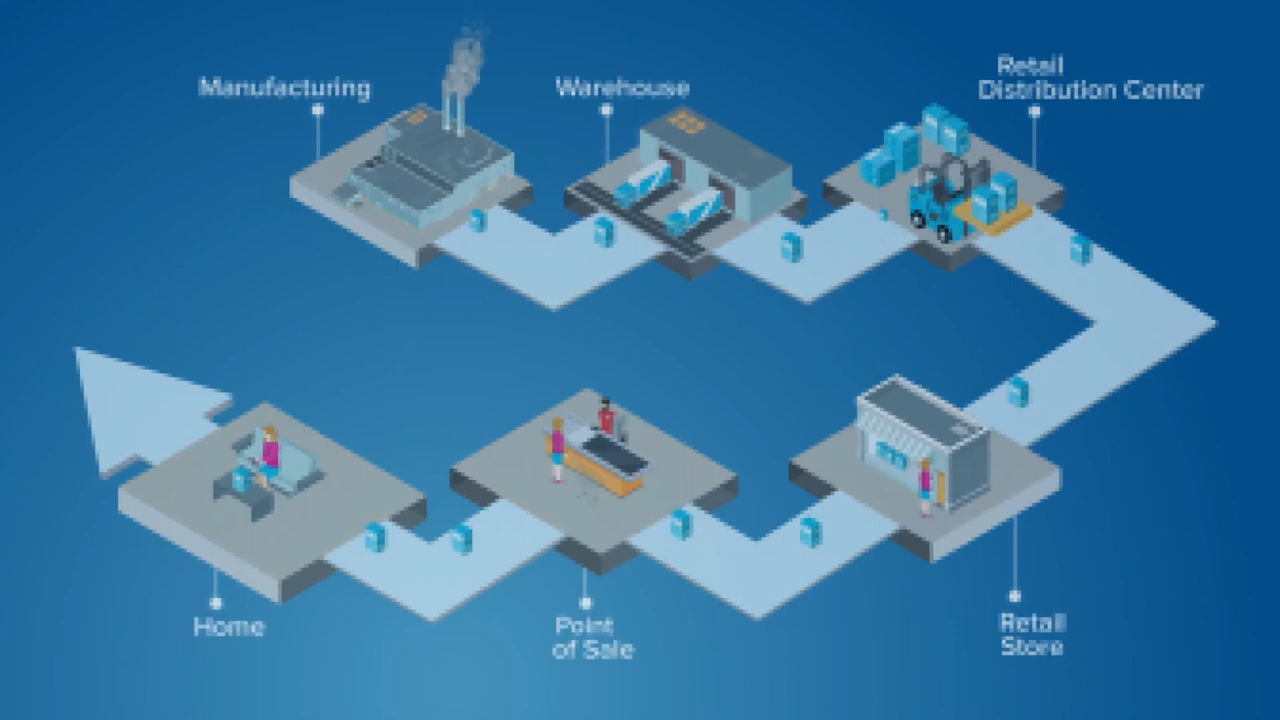 Manufacturing
Warehouse
Retail
Distribution Center
Home
Point
of Sale
Retail
Store